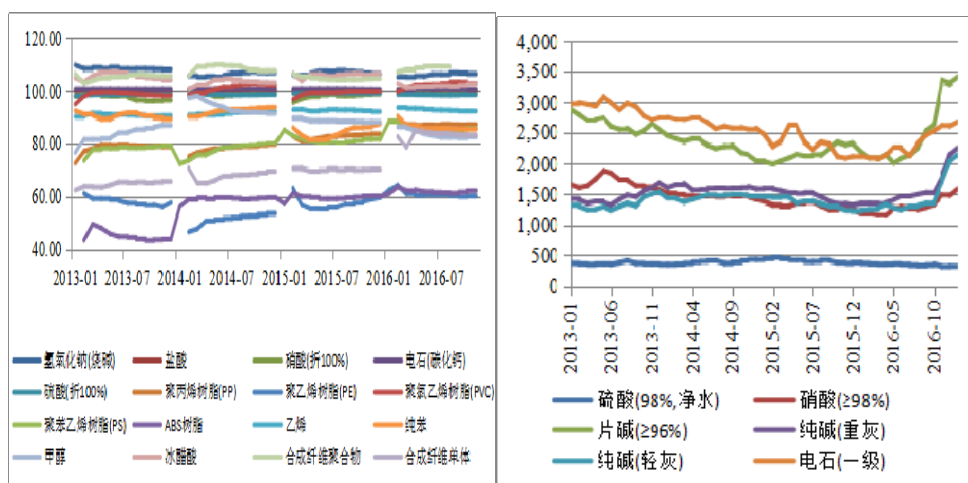 120.00
100.00
80.00
60.00
40.00
2013-01 2013-07 2014-01 2014-07 2015-01 2015-07 2016-01 2016-07
氢氧化钠(烧碱) 盐酸 硝酸(折100%) 电石(碳化钙)
硫酸(折100%) 聚丙烯树脂(PP) 聚乙烯树脂(PE) 聚氯乙烯树脂(PVC)
聚苯乙烯树脂(PS) ABS树脂 乙烯 纯苯
甲醇 冰醋酸 合成纤维聚合物 合成纤维单体
4,000
3,500
3,000
2,500
2,000
1,500
1,000
500
0
2013-01 2013-06 2013-11 2014-04 2014-09 2015-02 2015-07 2015-12 2016-05 2016-10
硫酸(98%,净水) 硝酸(≥98%)
片碱(≥96%) 纯碱(重灰)
纯碱(轻灰) 电石(一级)